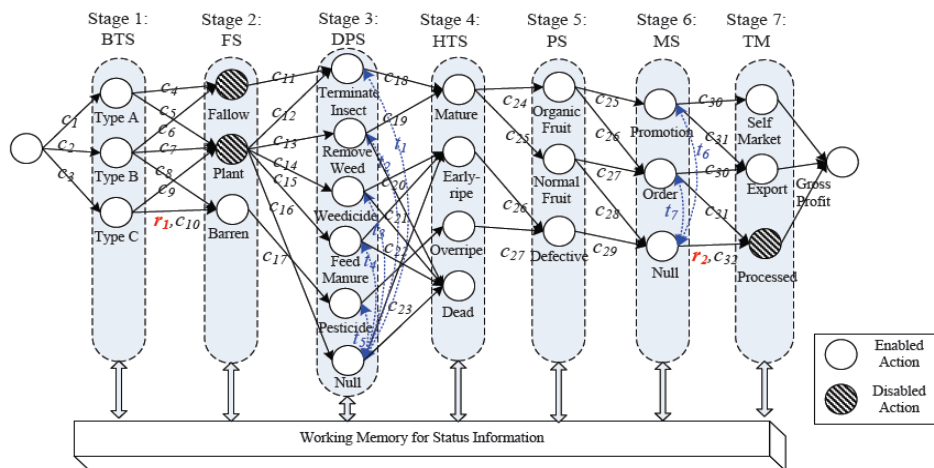 Stage 1:
BTS
Stage 2:
FS
Stage 3:
DPS
Stage 4:
HTS
Stage 5:
PS
Stage 6:
MS
Stage 7:
TM
c1
c2
c3
Type A
Type B
Type C
c4
c5
c6
c7
c8
c9
r1,c10
Fallow
Plant
Barren
c11
c12
c13
c14
c15
c16
c17
Terminate
Insect
Remove
Weed
Weedicide
Feed
Manure
Pesticide
Null
t1
t2
t3
t4
t5
c18
c19
c20
c21
c22
c23
Mature
Early-
ripe
Overripe
Dead
c24
c25
c26
c27
Organic
Fruit
Normal
Fruit
Defective
c25
c26
c27
c28
c29
Promotion
Order
Null
t6
t7
c30
c31
c30
c31
r2,c32
Self
Market
Export
Processed
Gross
Profit
Enabled
Action
Disabled
Action
Working Memory for Status Information